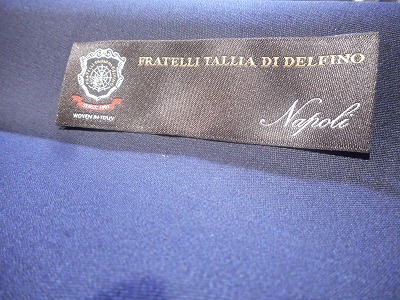 FRATELLI TALLIA DI DELFINO
Napoli
WOVEN IN ITALY